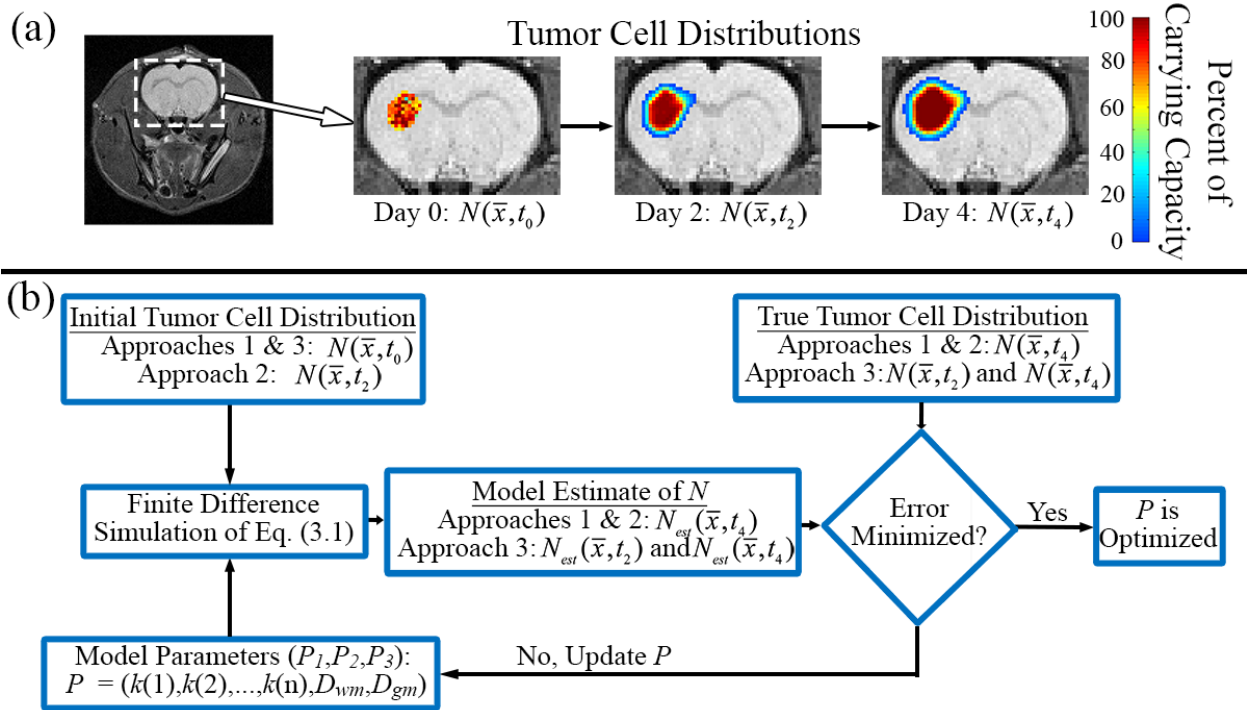 (a)
Tumor Cell Distributions
Day 0: N(x̅,t₀)
Day 2: N(x̅,t₂)
Day 4: N(x̅,t₄)
100
80
60
40
20
0
Percent of
Carrying Capacity
(b)
Initial Tumor Cell Distribution
Approaches 1 & 3: N(x̅,t₀)
Approach 2: N(x̅,t₂)
True Tumor Cell Distribution
Approaches 1 & 2: N(x̅,t₄)
Approach 3: N(x̅,t₂) and N(x̅,t₄)
Finite Difference
Simulation of Eq. (3.1)
Model Estimate of N
Approaches 1 & 2: N_est(x̅,t₄)
Approach 3: N_est(x̅,t₂) and N_est(x̅,t₄)
Error
Minimized?
Yes
P is
Optimized
No, Update P
Model Parameters (P₁,P₂,P₃):
P = (k(1),k(2),...,k(n),D_wm,D_gm)